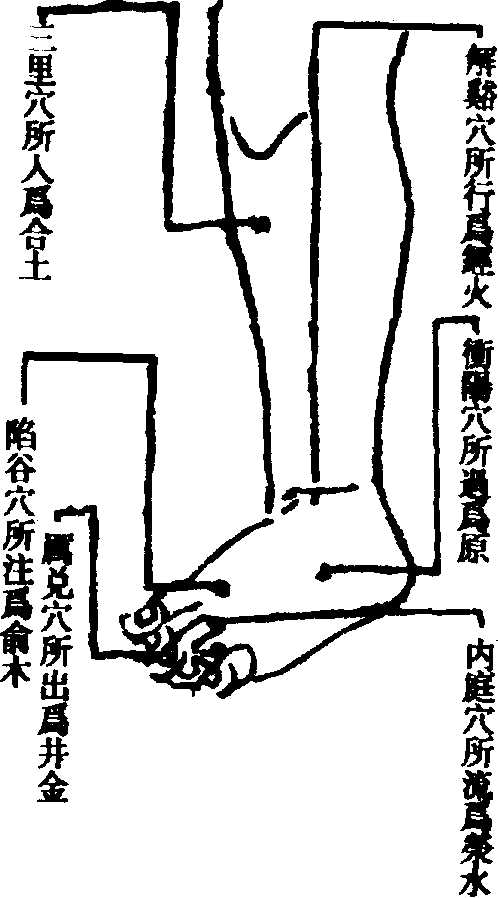 解谿穴所行爲經火
衝陽穴所過爲原
内庭穴所流爲滎水
三里穴所入爲合土
厲兌穴所出爲井金
陷谷穴所注爲俞木